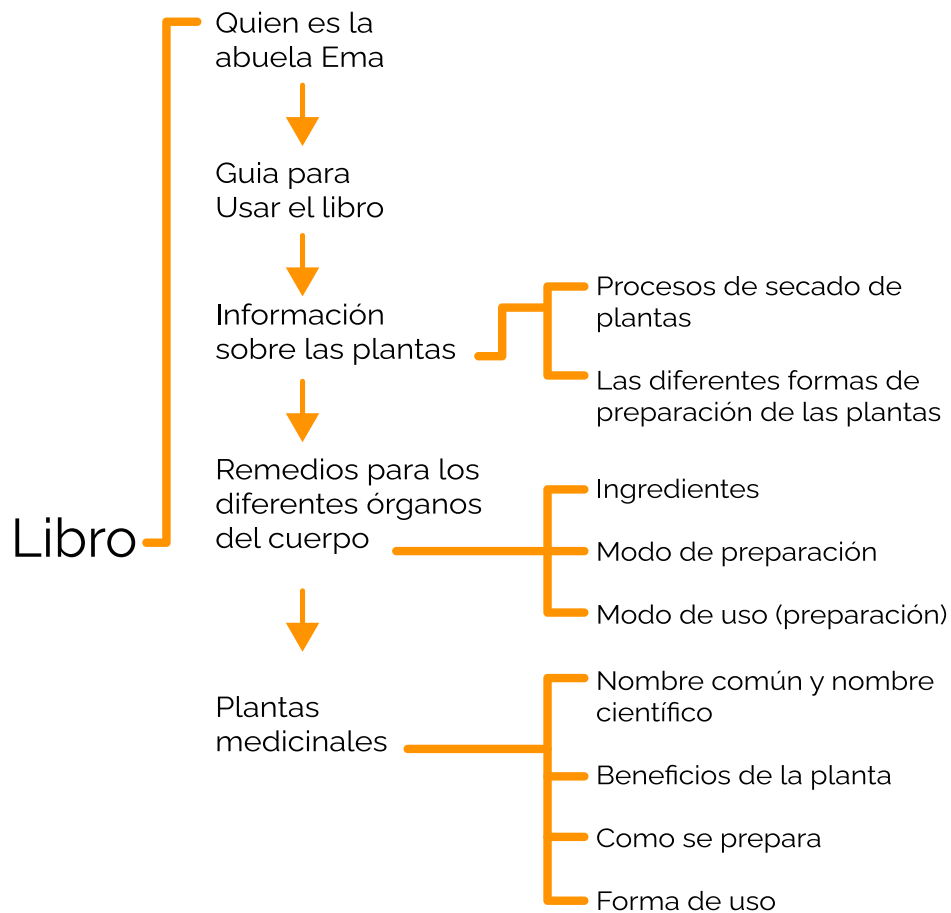 Libro
Quien es la
abuela Ema
Guia para
Usar el libro
Información
sobre las plantas
Procesos de secado de
plantas
Las diferentes formas de
preparación de las plantas
Remedios para los
diferentes órganos
del cuerpo
Ingredientes
Modo de preparación
Modo de uso (preparación)
Plantas
medicinales
Nombre común y nombre
científico
Beneficios de la planta
Como se prepara
Forma de uso